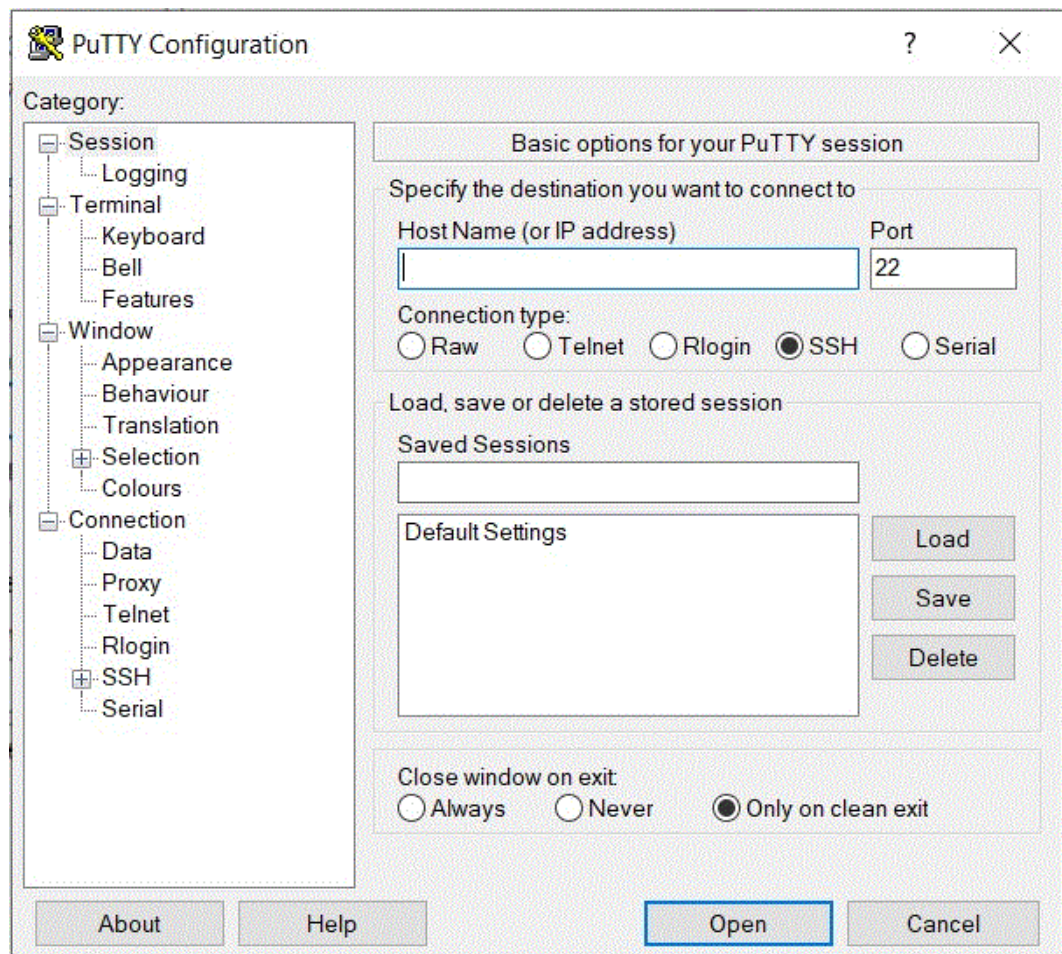 PuTTY Configuration
?
Category:
Session
Logging
Terminal
Keyboard
Bell
Features
Window
Appearance
Behaviour
Translation
Selection
Colours
Connection
Data
Proxy
Telnet
Rlogin
SSH
Serial
Basic options for your PuTTY session
Specify the destination you want to connect to
Host Name (or IP address) Port
22
Connection type:
Raw Telnet Rlogin SSH Serial
Load, save or delete a stored session
Saved Sessions
Default Settings
Load
Save
Delete
Close window on exit:
Always Never Only on clean exit
About Help Open Cancel